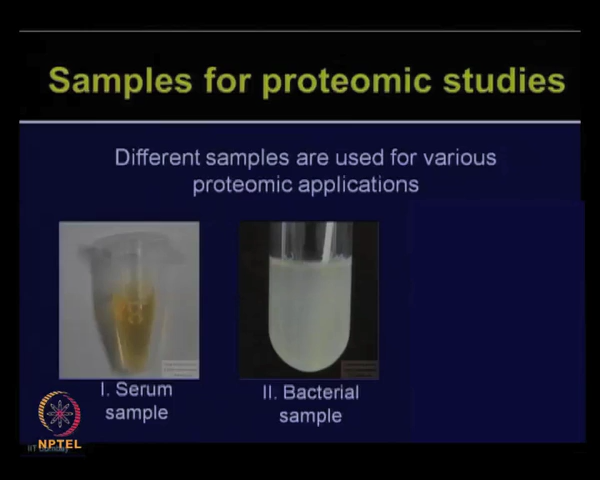 Samples for proteomic studies
Different samples are used for various
proteomic applications
I. Serum
sample
II. Bacterial
sample
NPTEL